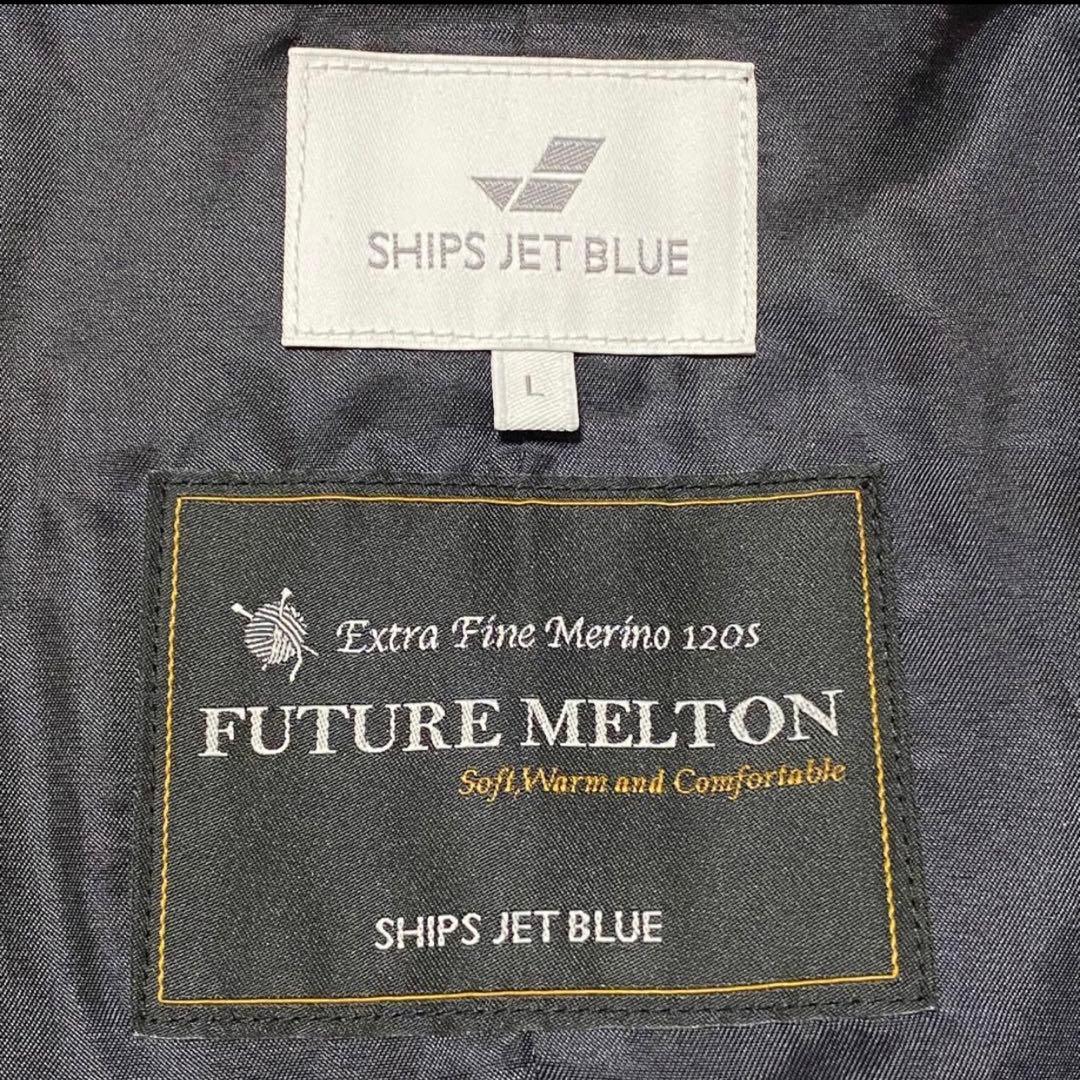 SHIPS JET BLUE
L
Extra Fine Merino 120s
FUTURE MELTON
Soft,Warm and Comfortable
SHIPS JET BLUE